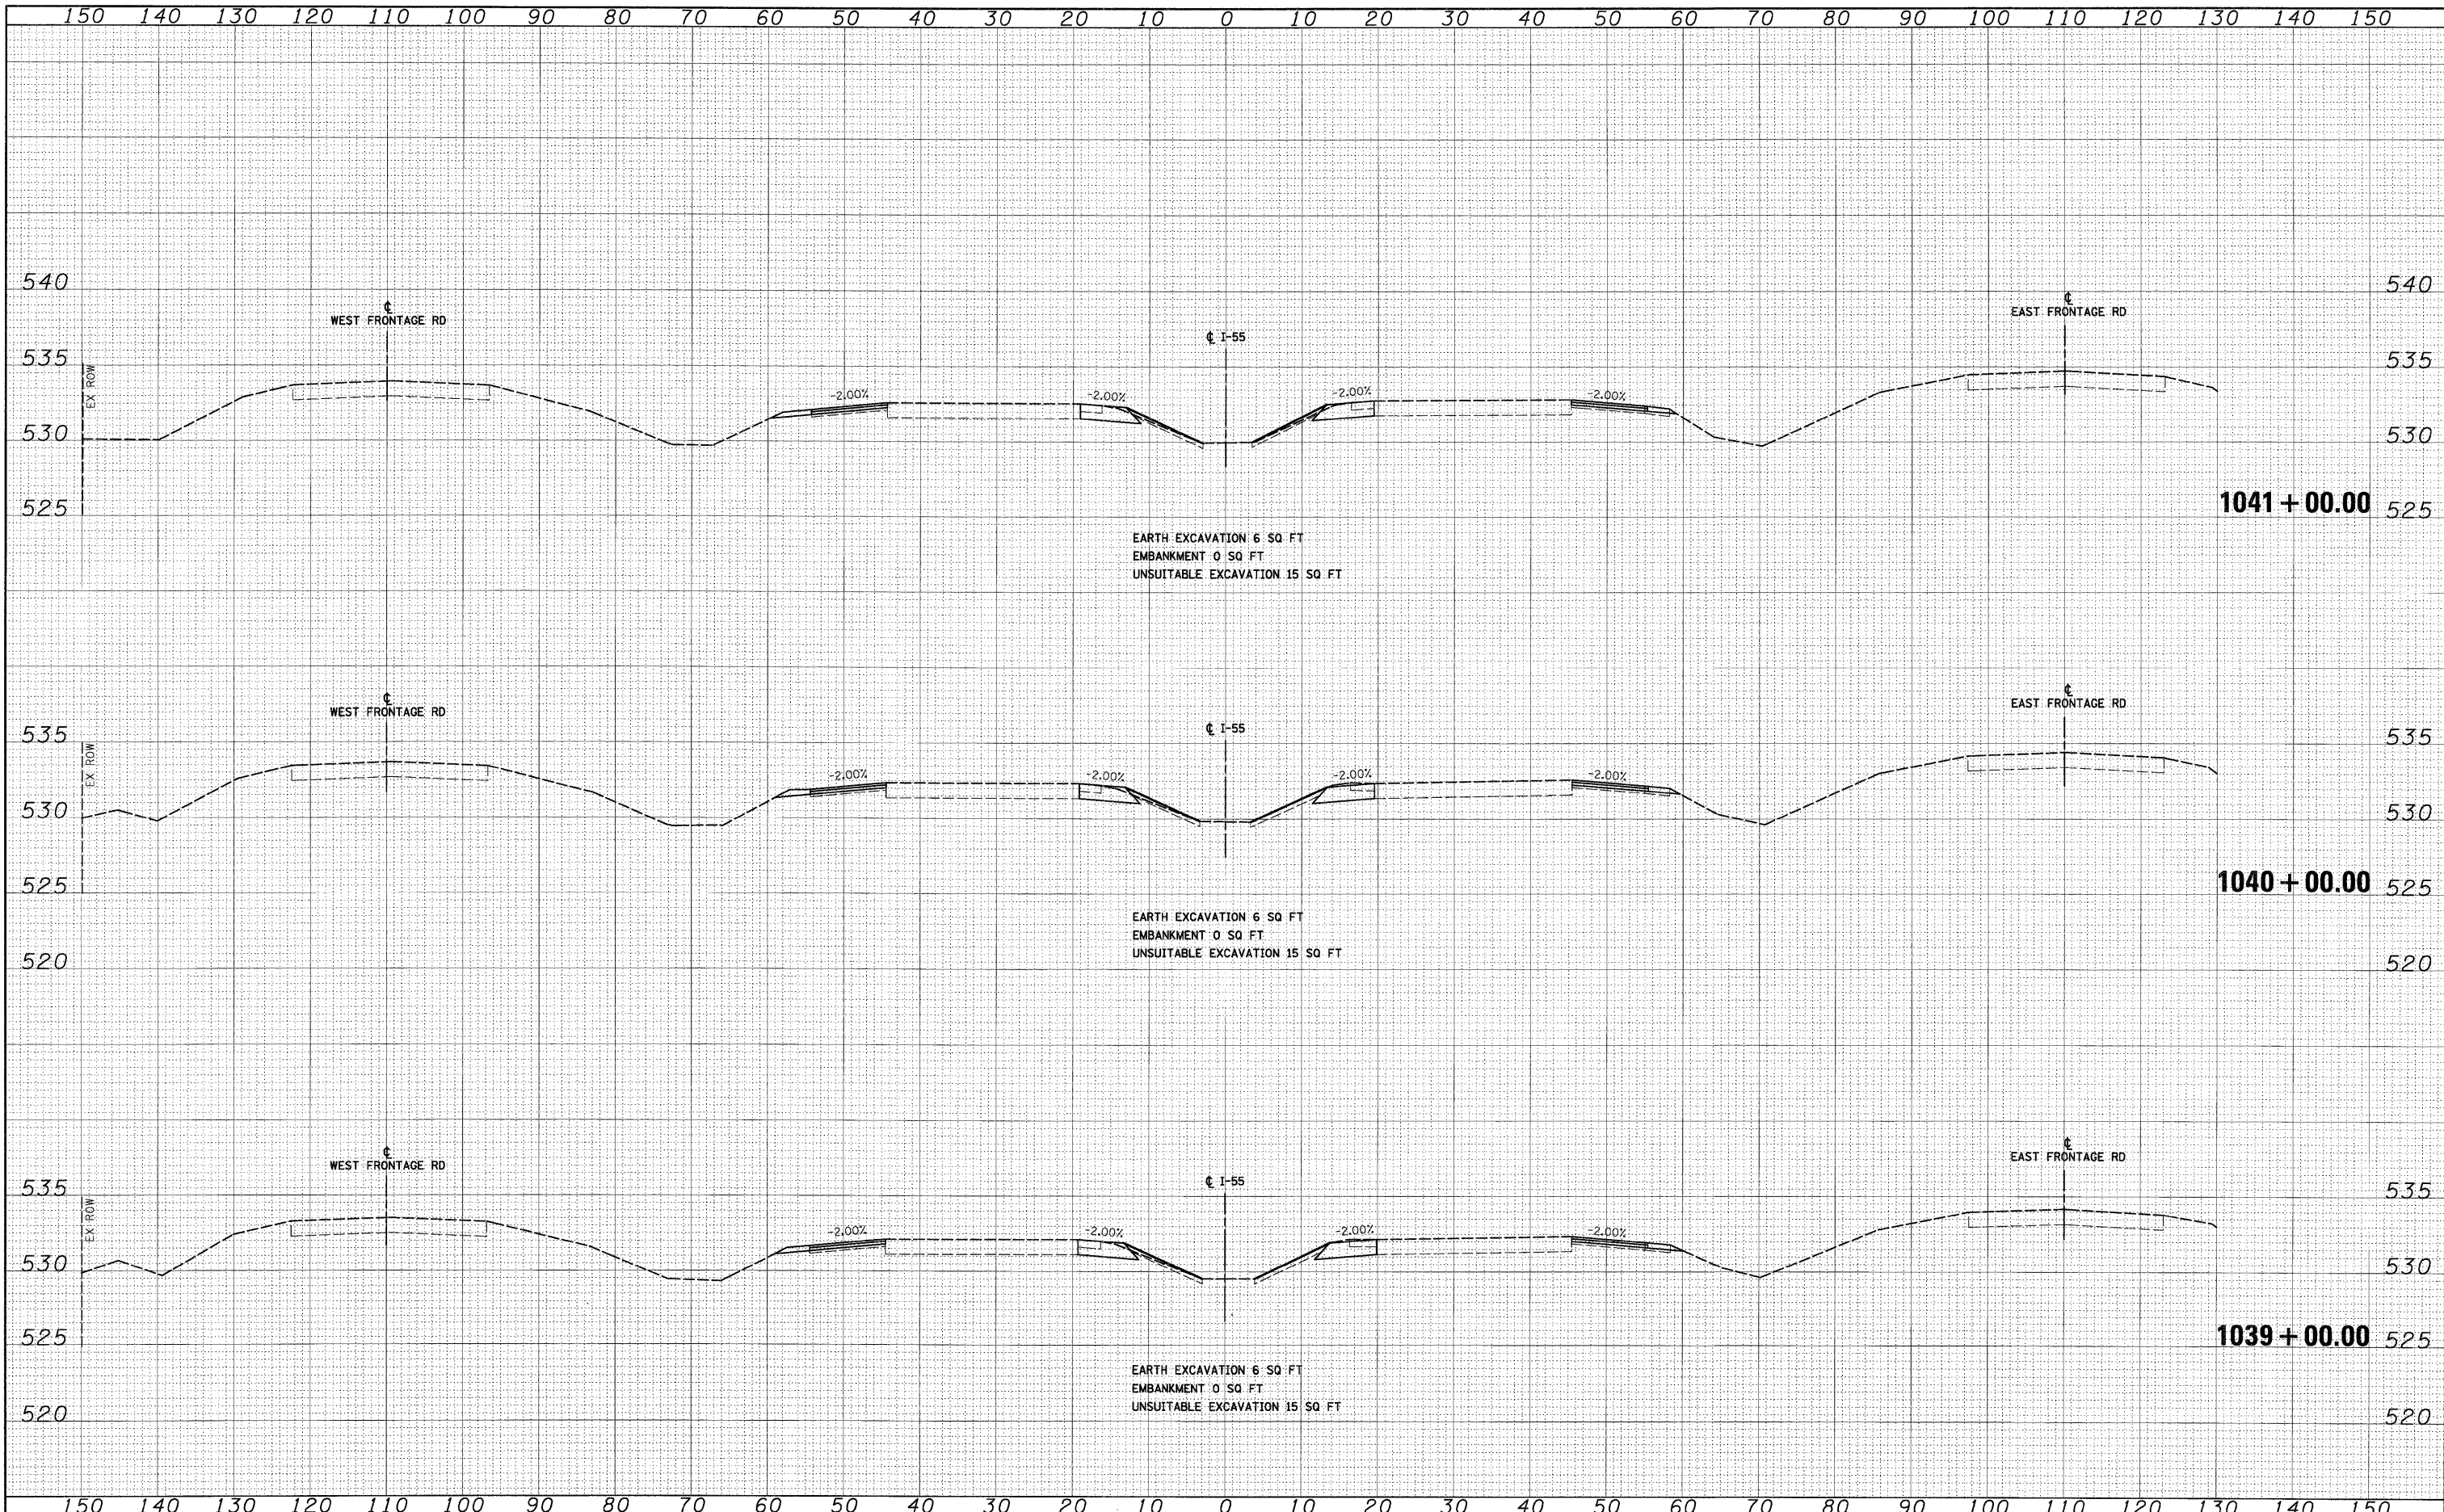 150 140 130 120 110 100 90 80 70 60 50 40 30 20 10 0 10 20 30 40 50 60 70 80 90 100 110 120 130 140 150
540 540
℄ ℄
WEST FRONTAGE RD EAST FRONTAGE RD
℄ I-55
535 535
EX ROW
-2.00% -2.00% -2.00% -2.00%
530 530
1041+00.00
525 525
EARTH EXCAVATION 6 SQ FT
EMBANKMENT 0 SQ FT
UNSUITABLE EXCAVATION 15 SQ FT
℄ ℄
WEST FRONTAGE RD EAST FRONTAGE RD
℄ I-55
535 535
EX ROW
-2.00% -2.00% -2.00% -2.00%
530 530
1040+00.00
525 525
EARTH EXCAVATION 6 SQ FT
EMBANKMENT 0 SQ FT
UNSUITABLE EXCAVATION 15 SQ FT
520 520
℄ ℄
WEST FRONTAGE RD EAST FRONTAGE RD
℄ I-55
535 535
EX ROW
-2.00% -2.00% -2.00% -2.00%
530 530
1039+00.00
525 525
EARTH EXCAVATION 6 SQ FT
EMBANKMENT 0 SQ FT
UNSUITABLE EXCAVATION 15 SQ FT
520 520
150 140 130 120 110 100 90 80 70 60 50 40 30 20 10 0 10 20 30 40 50 60 70 80 90 100 110 120 130 140 150